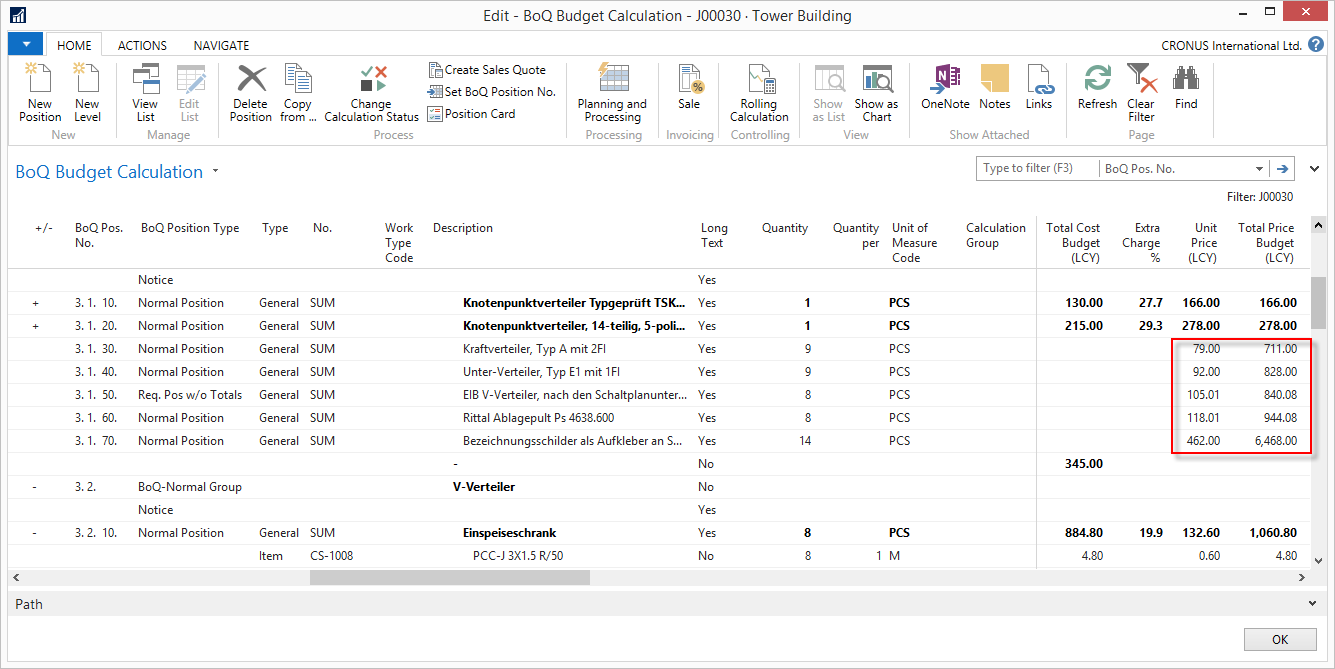 Edit - BoQ Budget Calculation - J00030 · Tower Building
HOME ACTIONS NAVIGATE CRONUS International Ltd. ?
New Position
New Level
New
View List
Edit List
Manage
Delete Position
Copy from ...
Change Calculation Status
Create Sales Quote
Set BoQ Position No.
Position Card
Process
Planning and Processing
Processing
Sale
Invoicing
Rolling Calculation
Controlling
Show as List
Show as Chart
View
OneNote
Notes
Links
Show Attached
Refresh
Clear Filter
Find
Page
BoQ Budget Calculation
Type to filter (F3) BoQ Pos. No.
Filter: J00030
+/- BoQ Pos. No. BoQ Position Type Type No. Work Type Code Description Long Text Quantity Quantity per Unit of Measure Code Calculation Group Total Cost Budget (LCY) Extra Charge % Unit Price (LCY) Total Price Budget (LCY)
Notice Yes
+ 3. 1. 10. Normal Position General SUM Knotenpunktverteiler Typgeprüft TSK... Yes 1 PCS 130.00 27.7 166.00 166.00
+ 3. 1. 20. Normal Position General SUM Knotenpunktverteiler, 14-teilig, 5-poli... Yes 1 PCS 215.00 29.3 278.00 278.00
3. 1. 30. Normal Position General SUM Kraftverteiler, Typ A mit 2FI Yes 9 PCS 79.00 711.00
3. 1. 40. Normal Position General SUM Unter-Verteiler, Typ E1 mit 1FI Yes 9 PCS 92.00 828.00
3. 1. 50. Req. Pos w/o Totals General SUM EIB V-Verteiler, nach den Schaltplanunter... Yes 8 PCS 105.01 840.08
3. 1. 60. Normal Position General SUM Rittal Ablagepult Ps 4638.600 Yes 8 PCS 118.01 944.08
3. 1. 70. Normal Position General SUM Bezeichnungsschilder als Aufkleber an S... Yes 14 PCS 462.00 6,468.00
- No 345.00
- 3. 2. BoQ-Normal Group V-Verteiler No
Notice Yes
- 3. 2. 10. Normal Position General SUM Einspeiseschrank Yes 8 PCS 884.80 19.9 132.60 1,060.80
Item CS-1008 PCC-J 3X1.5 R/50 No 8 1 M 4.80 0.60 4.80
Path
OK